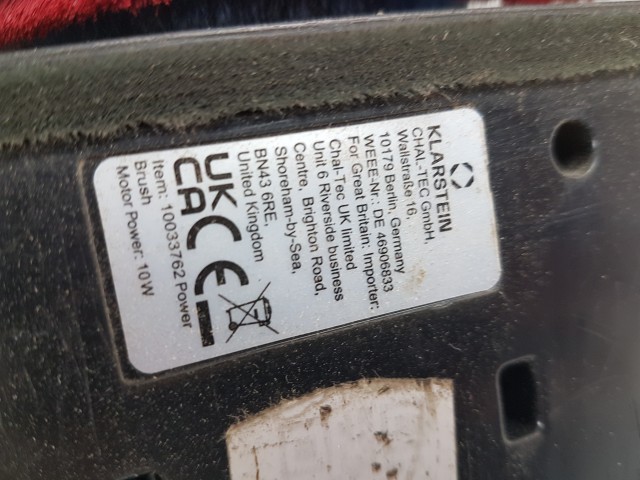 KLARSTEIN
CHAL-TEC GmbH,
Wallstraße 16,
10179 Berlin, Germany
WEEE-Nr.: DE 46906833
For Great Britain: Importer:
Chal-Tec UK limited
Unit 6 Riverside business
Centre, Brighton Road,
Shoreham-by-Sea,
BN43 6RE,
United Kingdom
UK
CA CE
Item: 10033762 Power
Brush
Motor Power: 10W